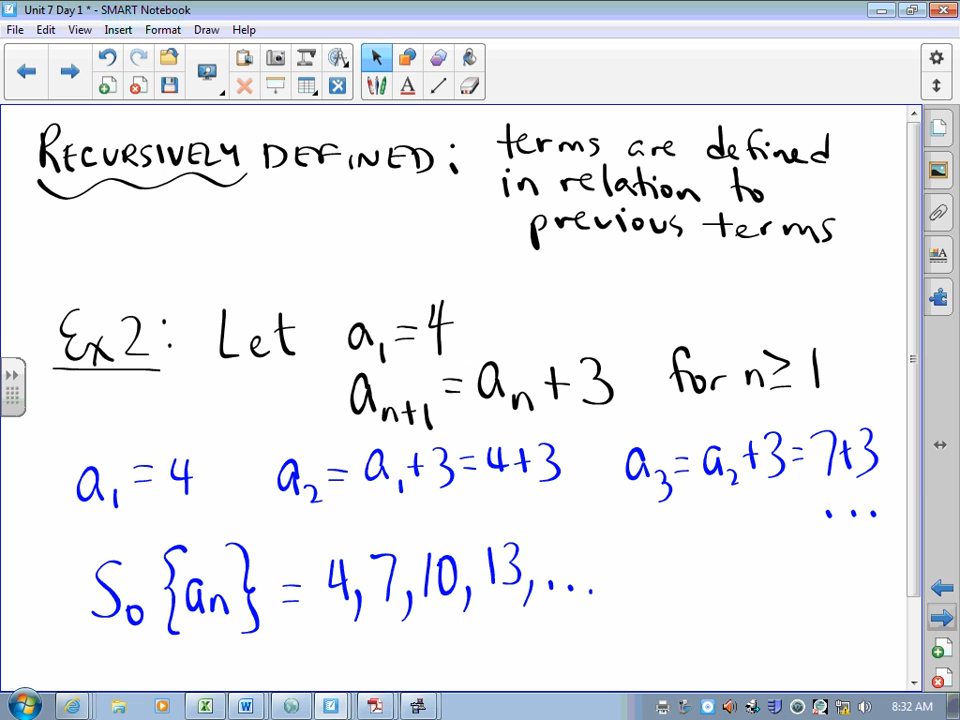 Unit 7 Day 1 * - SMART Notebook
File Edit View Insert Format Draw Help
RECURSIVELY DEFINED: terms are defined
in relation to
previous terms
Ex2: Let a₁=4
aₙ₊₁=aₙ+3 for n≥1
a₁=4 a₂=a₁+3=4+3 a₃=a₂+3=7+3
...
So {aₙ} = 4,7,10,13,...
8:32 AM